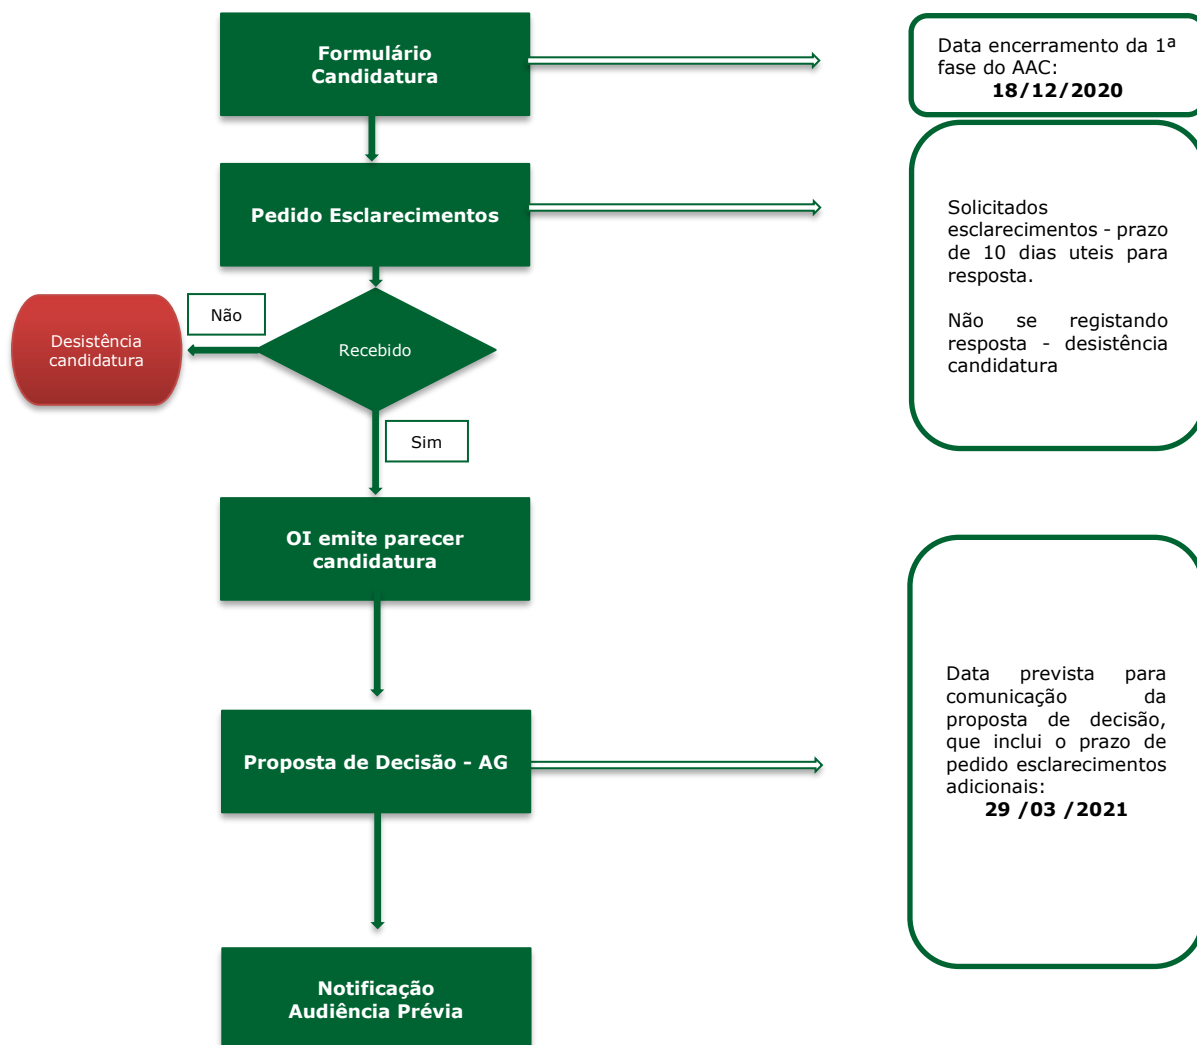 Formulário
Candidatura
Data encerramento da 1ª
fase do AAC:
18/12/2020
Pedido Esclarecimentos
Solicitados
esclarecimentos - prazo
de 10 dias uteis para
resposta.
Não se registando
resposta - desistência
candidatura
Não
Desistência
candidatura
Recebido
Sim
OI emite parecer
candidatura
Proposta de Decisão - AG
Data prevista para
comunicação da
proposta de decisão,
que inclui o prazo de
pedido esclarecimentos
adicionais:
29 /03 /2021
Notificação
Audiência Prévia